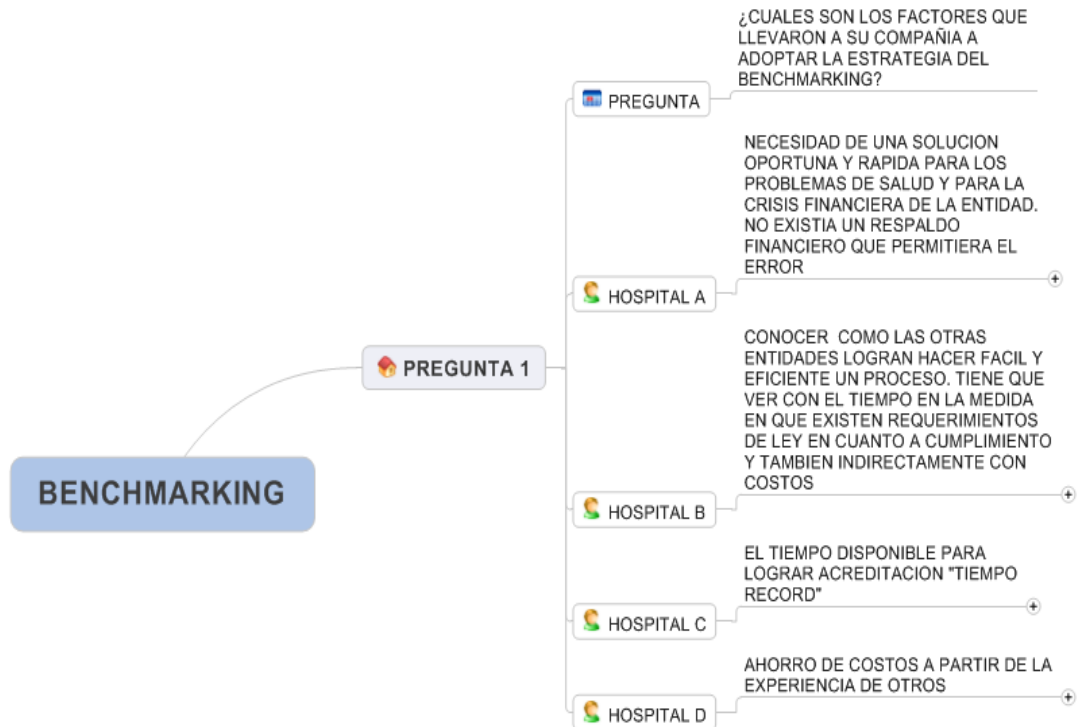 ¿CUALES SON LOS FACTORES QUE
LLEVARON A SU COMPAÑIA A
ADOPTAR LA ESTRATEGIA DEL
BENCHMARKING?
PREGUNTA
NECESIDAD DE UNA SOLUCION
OPORTUNA Y RAPIDA PARA LOS
PROBLEMAS DE SALUD Y PARA LA
CRISIS FINANCIERA DE LA ENTIDAD.
NO EXISTIA UN RESPALDO
FINANCIERO QUE PERMITIERA EL
ERROR
HOSPITAL A
CONOCER  COMO LAS OTRAS
ENTIDADES LOGRAN HACER FACIL Y
EFICIENTE UN PROCESO. TIENE QUE
VER CON EL TIEMPO EN LA MEDIDA
EN QUE EXISTEN REQUERIMIENTOS
DE LEY EN CUANTO A CUMPLIMIENTO
Y TAMBIEN INDIRECTAMENTE CON
COSTOS
HOSPITAL B
PREGUNTA 1
BENCHMARKING
EL TIEMPO DISPONIBLE PARA
LOGRAR ACREDITACION "TIEMPO
RECORD"
HOSPITAL C
AHORRO DE COSTOS A PARTIR DE LA
EXPERIENCIA DE OTROS
HOSPITAL D